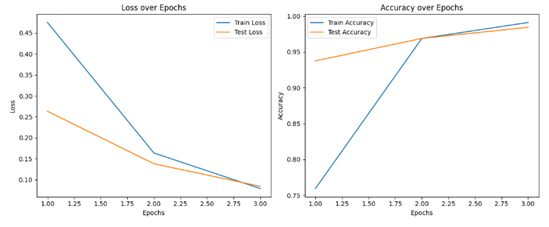 Loss over Epochs
Train Loss
Test Loss
0.45
0.40
0.35
0.30
0.25
0.20
0.15
0.10
Loss
1.00 1.25 1.50 1.75 2.00 2.25 2.50 2.75 3.00
Epochs
Accuracy over Epochs
Train Accuracy
Test Accuracy
1.00
0.95
0.90
0.85
0.80
0.75
Accuracy
1.00 1.25 1.50 1.75 2.00 2.25 2.50 2.75 3.00
Epochs